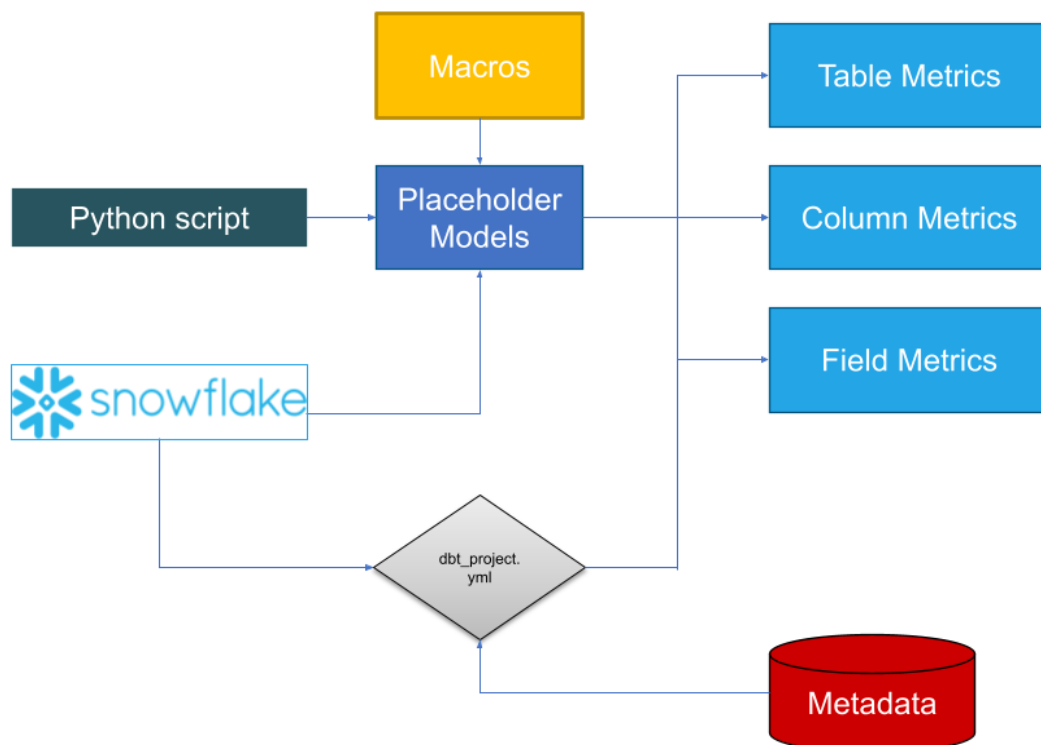 Macros
Table Metrics
Python script
Placeholder
Models
Column Metrics
Field Metrics
snowflake
dbt_project.
yml
Metadata